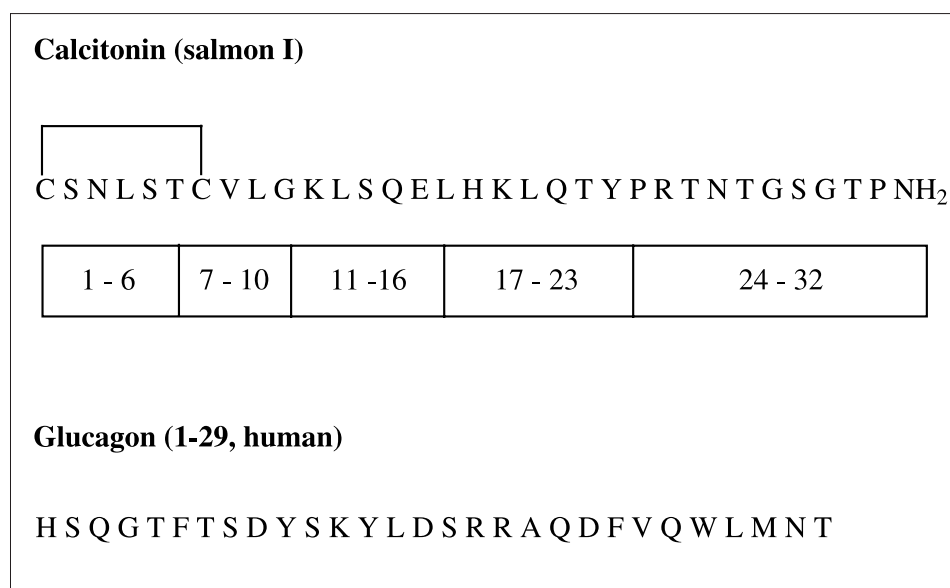 Calcitonin (salmon I)
C S N L S T C V L G K L S Q E L H K L Q T Y P R T N T G S G T P NH₂
1 - 6 7 - 10 11 -16 17 - 23 24 - 32
Glucagon (1-29, human)
H S Q G T F T S D Y S K Y L D S R R A Q D F V Q W L M N T